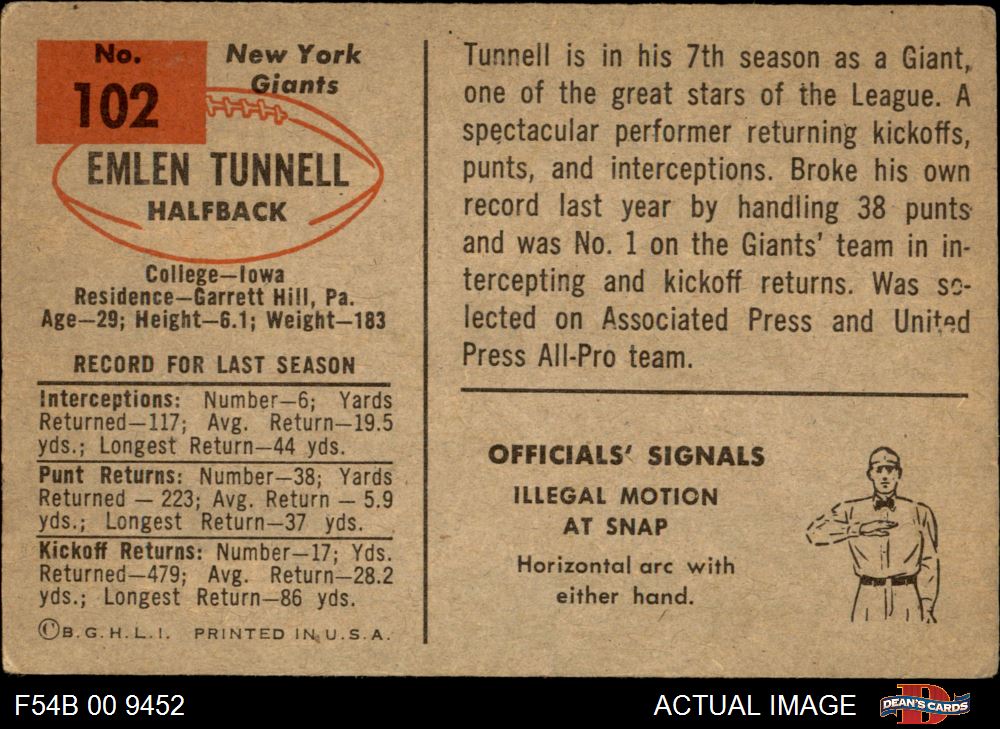 No.
102
New York
Giants
EMLEN TUNNELL
HALFBACK
College—Iowa
Residence—Garrett Hill, Pa.
Age—29; Height—6.1; Weight—183
RECORD FOR LAST SEASON
Interceptions: Number—6; Yards
Returned—117; Avg. Return—19.5
yds.; Longest Return—44 yds.
Punt Returns: Number—38; Yards
Returned — 223; Avg. Return — 5.9
yds.; Longest Return—37 yds.
Kickoff Returns: Number—17; Yds.
Returned—479; Avg. Return—28.2
yds.; Longest Return—86 yds.
©B.G.H.L.I. PRINTED IN U.S.A.
Tunnell is in his 7th season as a Giant,
one of the great stars of the League. A
spectacular performer returning kickoffs,
punts, and interceptions. Broke his own
record last year by handling 38 punts
and was No. 1 on the Giants' team in in-
tercepting and kickoff returns. Was se-
lected on Associated Press and United
Press All-Pro team.
OFFICIALS' SIGNALS
ILLEGAL MOTION
AT SNAP
Horizontal arc with
either hand.
F54B 00 9452
ACTUAL IMAGE
D
DEAN'S CARDS